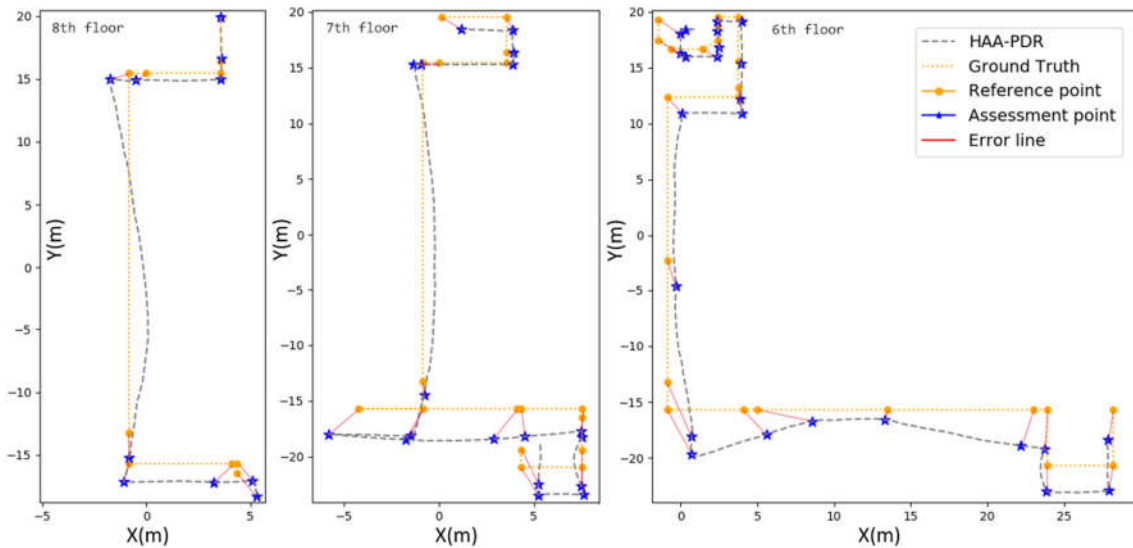 8th floor
20
15
10
5
0
−5
−10
−15
Y(m)
−5
0
5
X(m)
7th floor
20
15
10
5
0
−5
−10
−15
−20
Y(m)
−5
0
5
X(m)
6th floor
20
15
10
5
0
−5
−10
−15
−20
Y(m)
0
5
10
15
20
25
X(m)
HAA-PDR
Ground Truth
Reference point
Assessment point
Error line